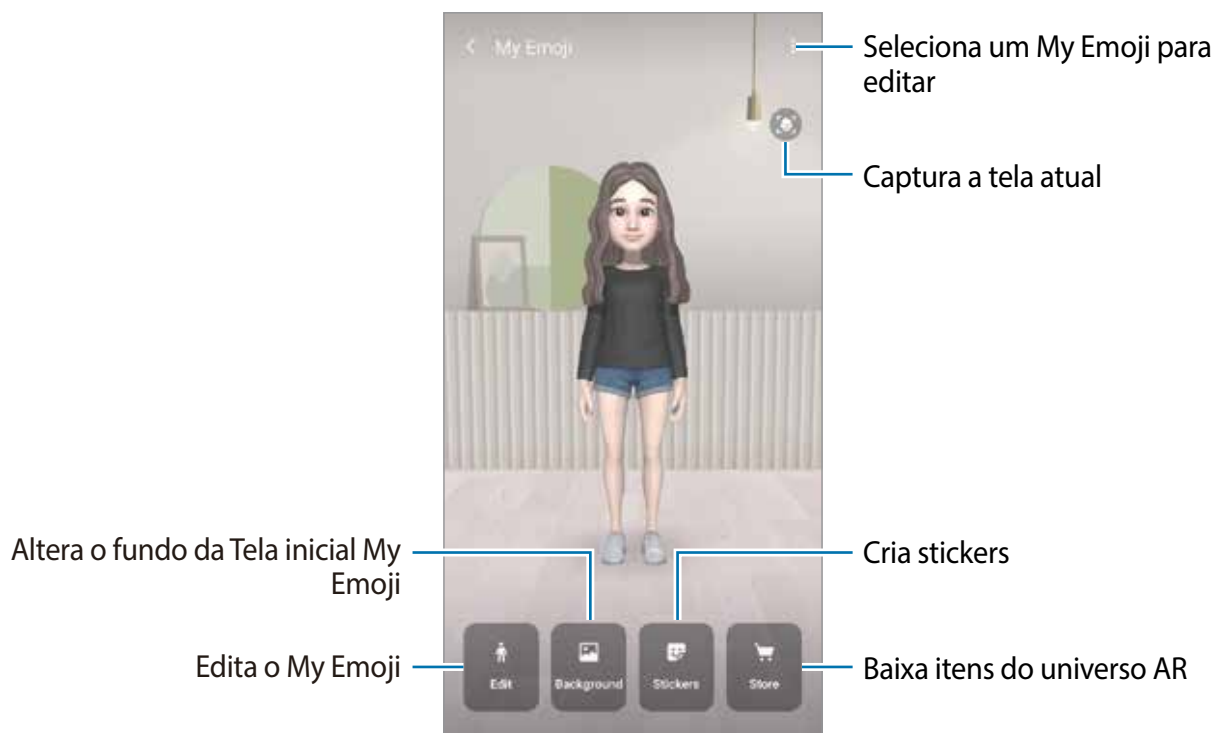 My Emoji
Seleciona um My Emoji para
editar
Captura a tela atual
Altera o fundo da Tela inicial My
Emoji
Cria stickers
Edita o My Emoji
Edit
Background
Stickers
Store
Baixa itens do universo AR